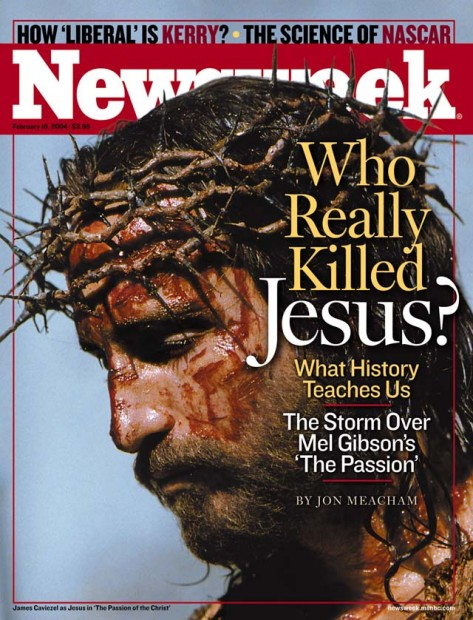 HOW 'LIBERAL' IS KERRY? • THE SCIENCE OF NASCAR
Newsweek
February 16, 2004 : $3.95
Who
Really
Killed
Jesus?
What History
Teaches Us
The Storm Over
Mel Gibson's
'The Passion'
BY JON MEACHAM
James Caviezel as Jesus in 'The Passion of the Christ'
newsweek.msnbc.com